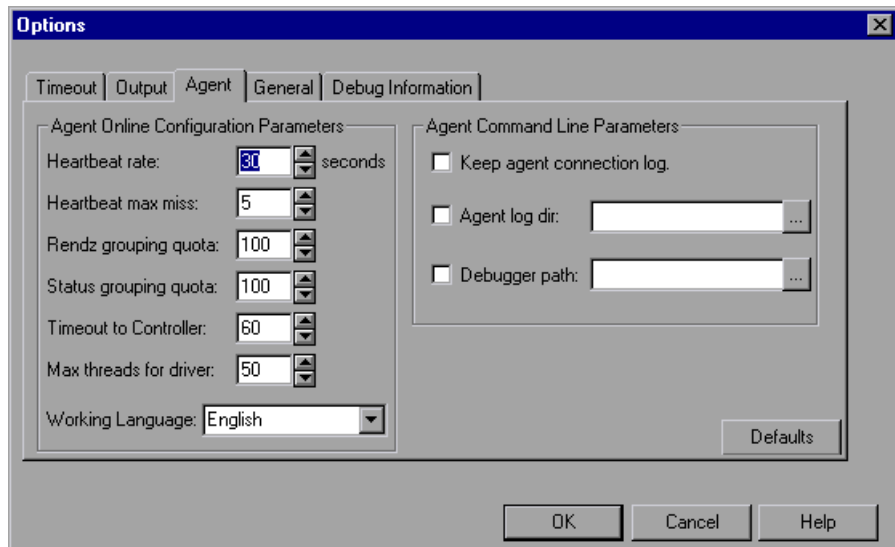 Options
Timeout Output Agent General Debug Information
Agent Online Configuration Parameters
Heartbeat rate: 30 seconds
Heartbeat max miss: 5
Rendz grouping quota: 100
Status grouping quota: 100
Timeout to Controller: 60
Max threads for driver: 50
Working Language: English
Agent Command Line Parameters
Keep agent connection log.
Agent log dir: ...
Debugger path: ...
Defaults
OK Cancel Help